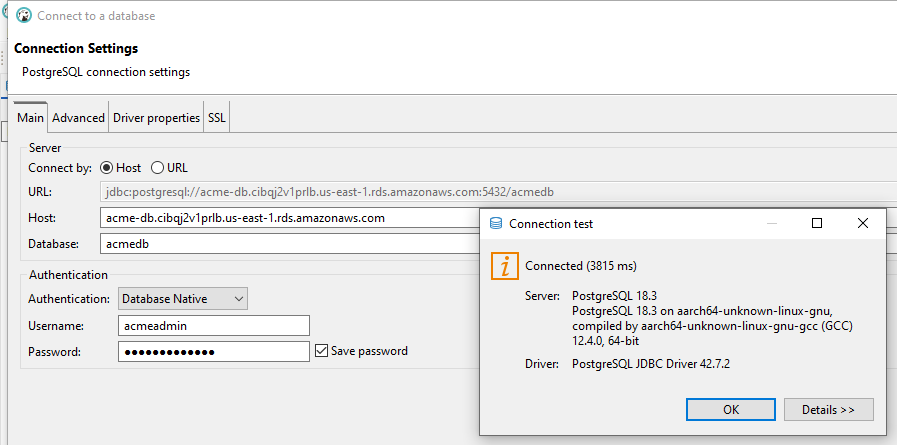 Connect to a database
Connection Settings
PostgreSQL connection settings
Main Advanced Driver properties SSL
Server
Connect by: Host URL
URL: jdbc:postgresql://acme-db.cibqj2v1prlb.us-east-1.rds.amazonaws.com:5432/acmedb
Host: acme-db.cibqj2v1prlb.us-east-1.rds.amazonaws.com
Database: acmedb
Authentication
Authentication: Database Native
Username: acmeadmin
Password: ●●●●●●●●●●●●● Save password
Connection test
Connected (3815 ms)
Server: PostgreSQL 18.3
PostgreSQL 18.3 on aarch64-unknown-linux-gnu,
compiled by aarch64-unknown-linux-gnu-gcc (GCC)
12.4.0, 64-bit
Driver: PostgreSQL JDBC Driver 42.7.2
OK Details >>